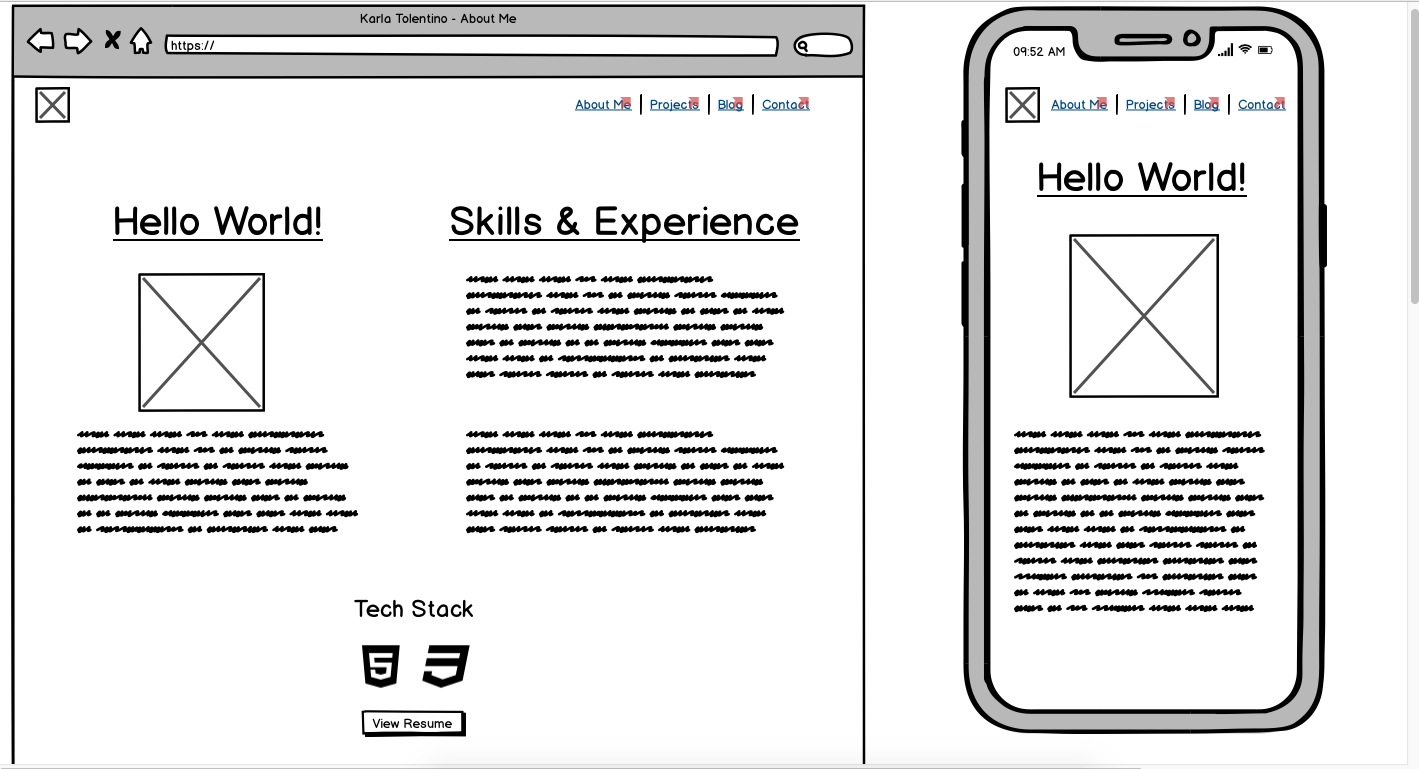 Karla Tolentino - About Me
https://
About Me | Projects | Blog | Contact
Hello World!
Skills & Experience
Tech Stack
5
View Resume
09:52 AM
About Me | Projects | Blog | Contact
Hello World!